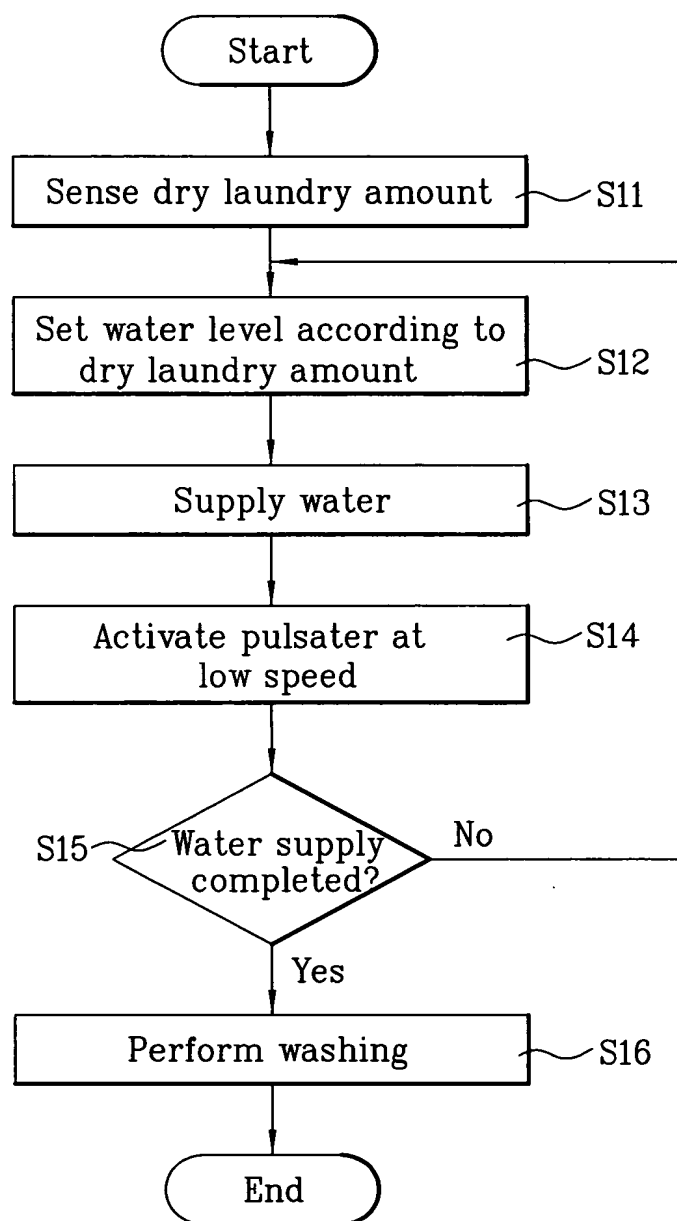 Start
Sense dry laundry amount
S11
Set water level according to
dry laundry amount
S12
Supply water
S13
Activate pulsater at
low speed
S14
S15
Water supply
completed?
No
Yes
Perform washing
S16
End